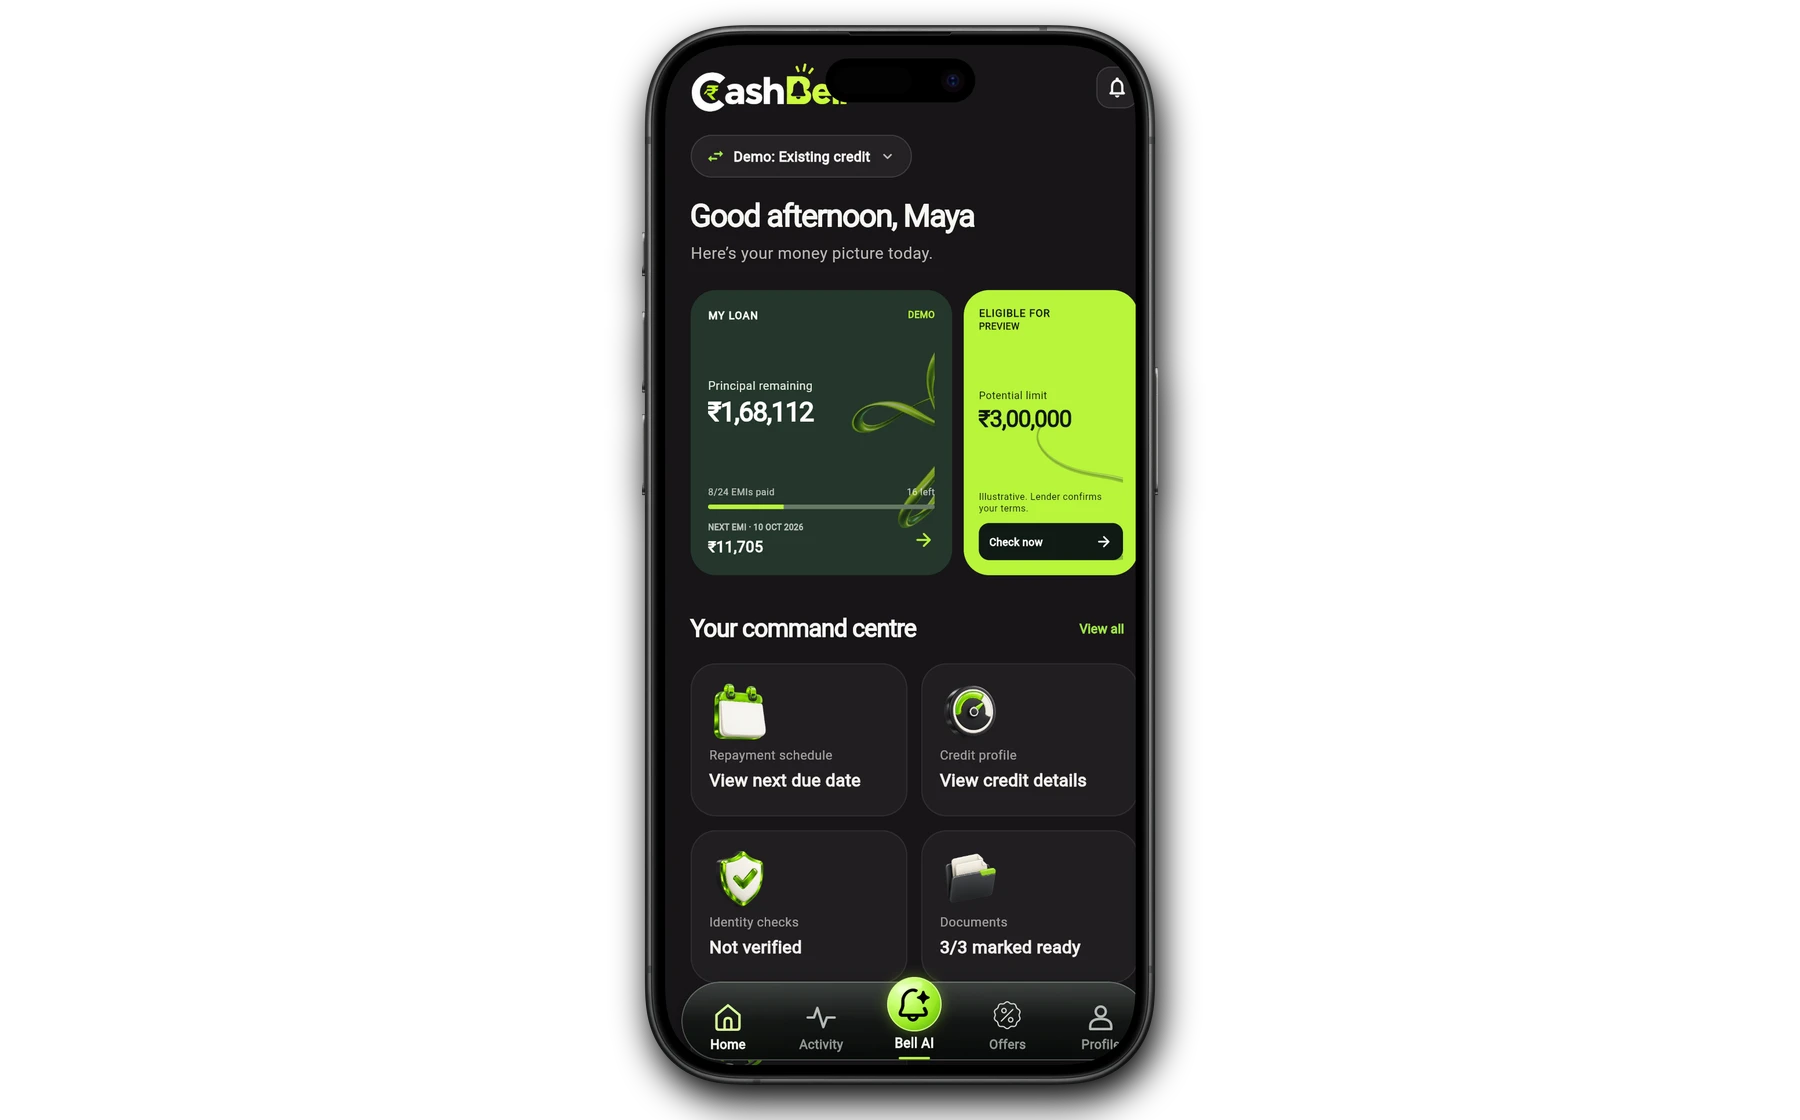 CashBell
Demo: Existing credit
Good afternoon, Maya
Here's your money picture today.
MY LOAN
DEMO
Principal remaining
₹1,68,112
8/24 EMIs paid
16 left
NEXT EMI · 10 OCT 2026
₹11,705
ELIGIBLE FOR
PREVIEW
Potential limit
₹3,00,000
Illustrative. Lender confirms
your terms.
Check now
Your command centre
View all
Repayment schedule
View next due date
Credit profile
View credit details
Identity checks
Not verified
Documents
3/3 marked ready
Home
Activity
Bell AI
Offers
Profile